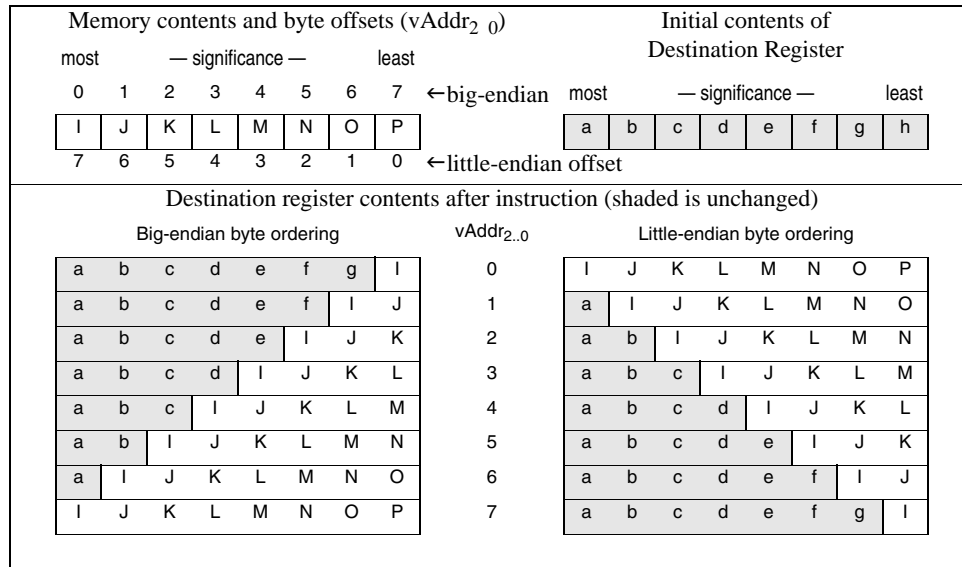 Memory contents and byte offsets (vAddr2 0)
Initial contents of
Destination Register
most — significance — least
0 1 2 3 4 5 6 7 ←big-endian
most — significance — least
I J K L M N O P
a b c d e f g h
7 6 5 4 3 2 1 0 ←little-endian offset
Destination register contents after instruction (shaded is unchanged)
Big-endian byte ordering vAddr2..0 Little-endian byte ordering
a b c d e f g I 0 I J K L M N O P
a b c d e f I J 1 a I J K L M N O
a b c d e I J K 2 a b I J K L M N
a b c d I J K L 3 a b c I J K L M
a b c I J K L M 4 a b c d I J K L
a b I J K L M N 5 a b c d e I J K
a I J K L M N O 6 a b c d e f I J
I J K L M N O P 7 a b c d e f g I